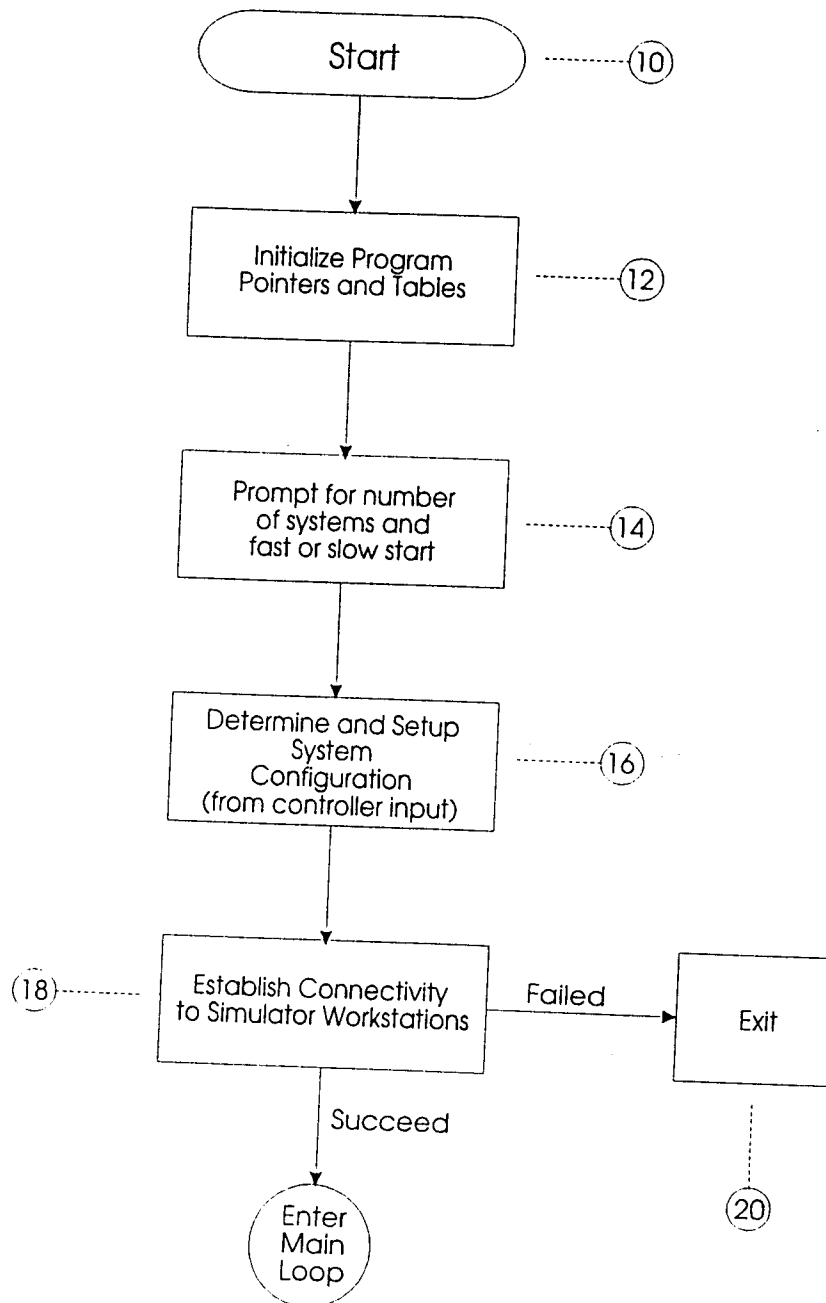 Start
10
Initialize Program
Pointers and Tables
12
Prompt for number
of systems and
fast or slow start
14
Determine and Setup
System
Configuration
(from controller input)
16
18
Establish Connectivity
to Simulator Workstations
Failed
Exit
Succeed
20
Enter
Main
Loop